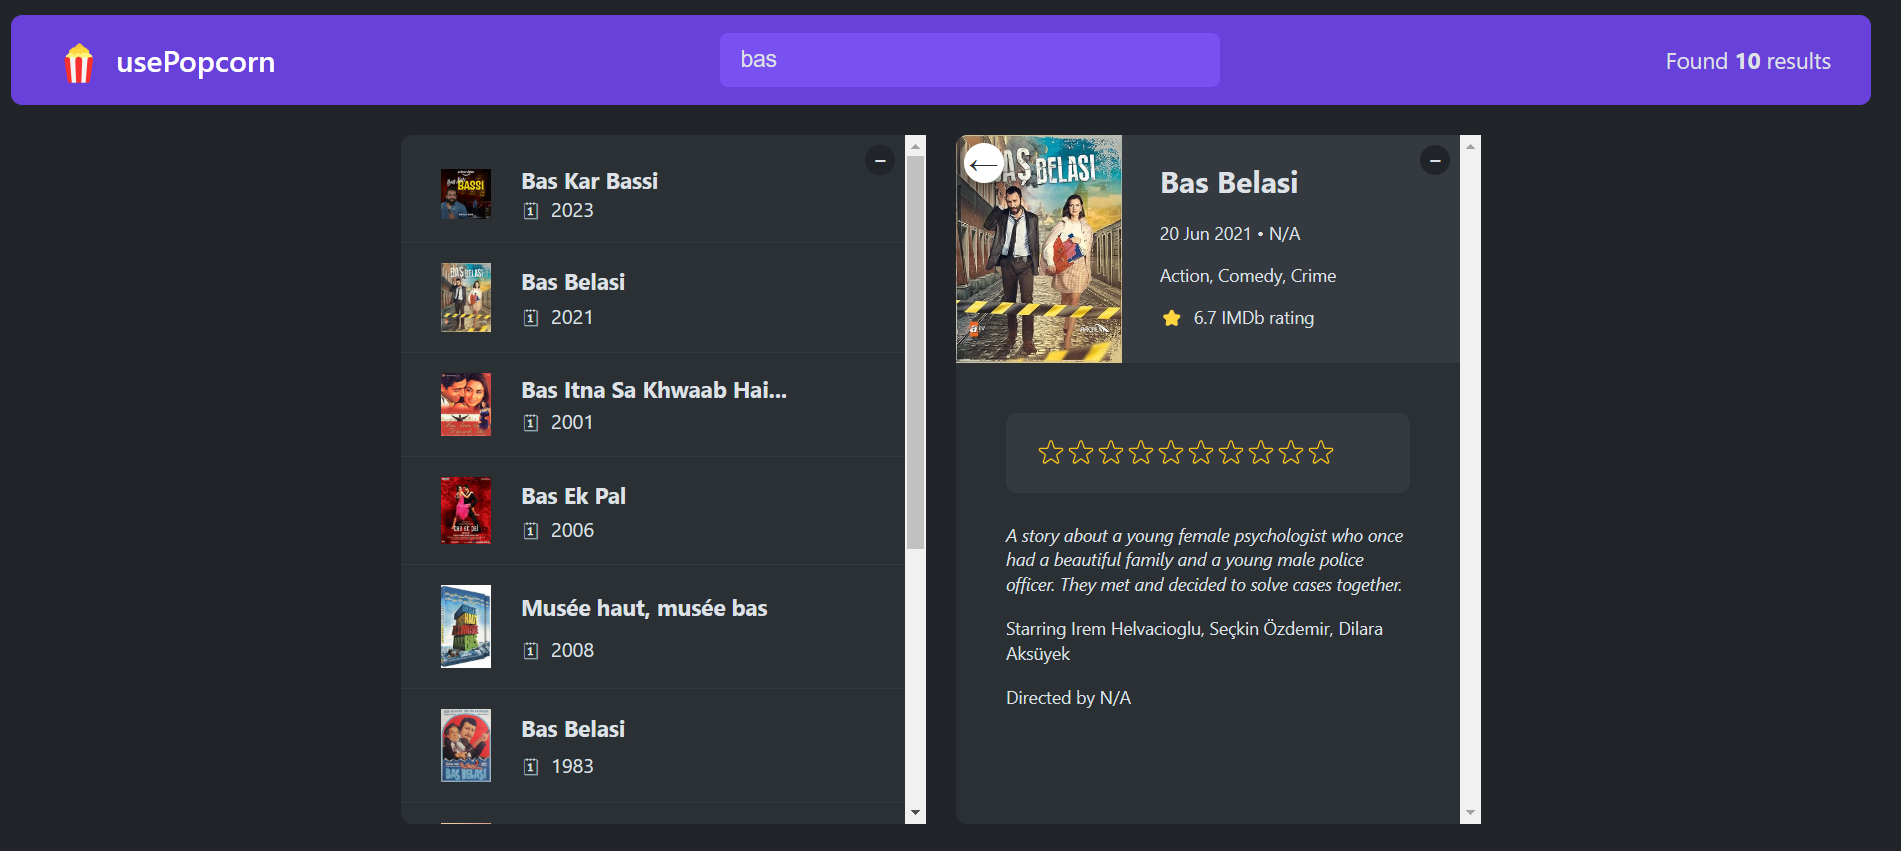 usePopcorn
bas
Found 10 results
Bas Kar Bassi
2023
Bas Belasi
2021
Bas Itna Sa Khwaab Hai...
2001
Bas Ek Pal
2006
Musée haut, musée bas
2008
Bas Belasi
1983
BAŞ BELASI
Bas Belasi
20 Jun 2021 • N/A
Action, Comedy, Crime
6.7 IMDb rating
A story about a young female psychologist who once
had a beautiful family and a young male police
officer. They met and decided to solve cases together.
Starring Irem Helvacioglu, Seçkin Özdemir, Dilara
Aksüyek
Directed by N/A